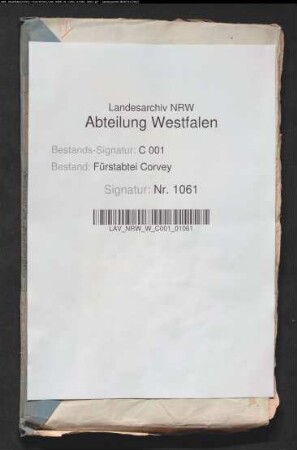 Landesarchiv NRW
Abteilung Westfalen
Bestands-Signatur: C 001
Bestand: Fürstabtei Corvey
Signatur: Nr. 1061
LAV_NRW_W_C001_01061